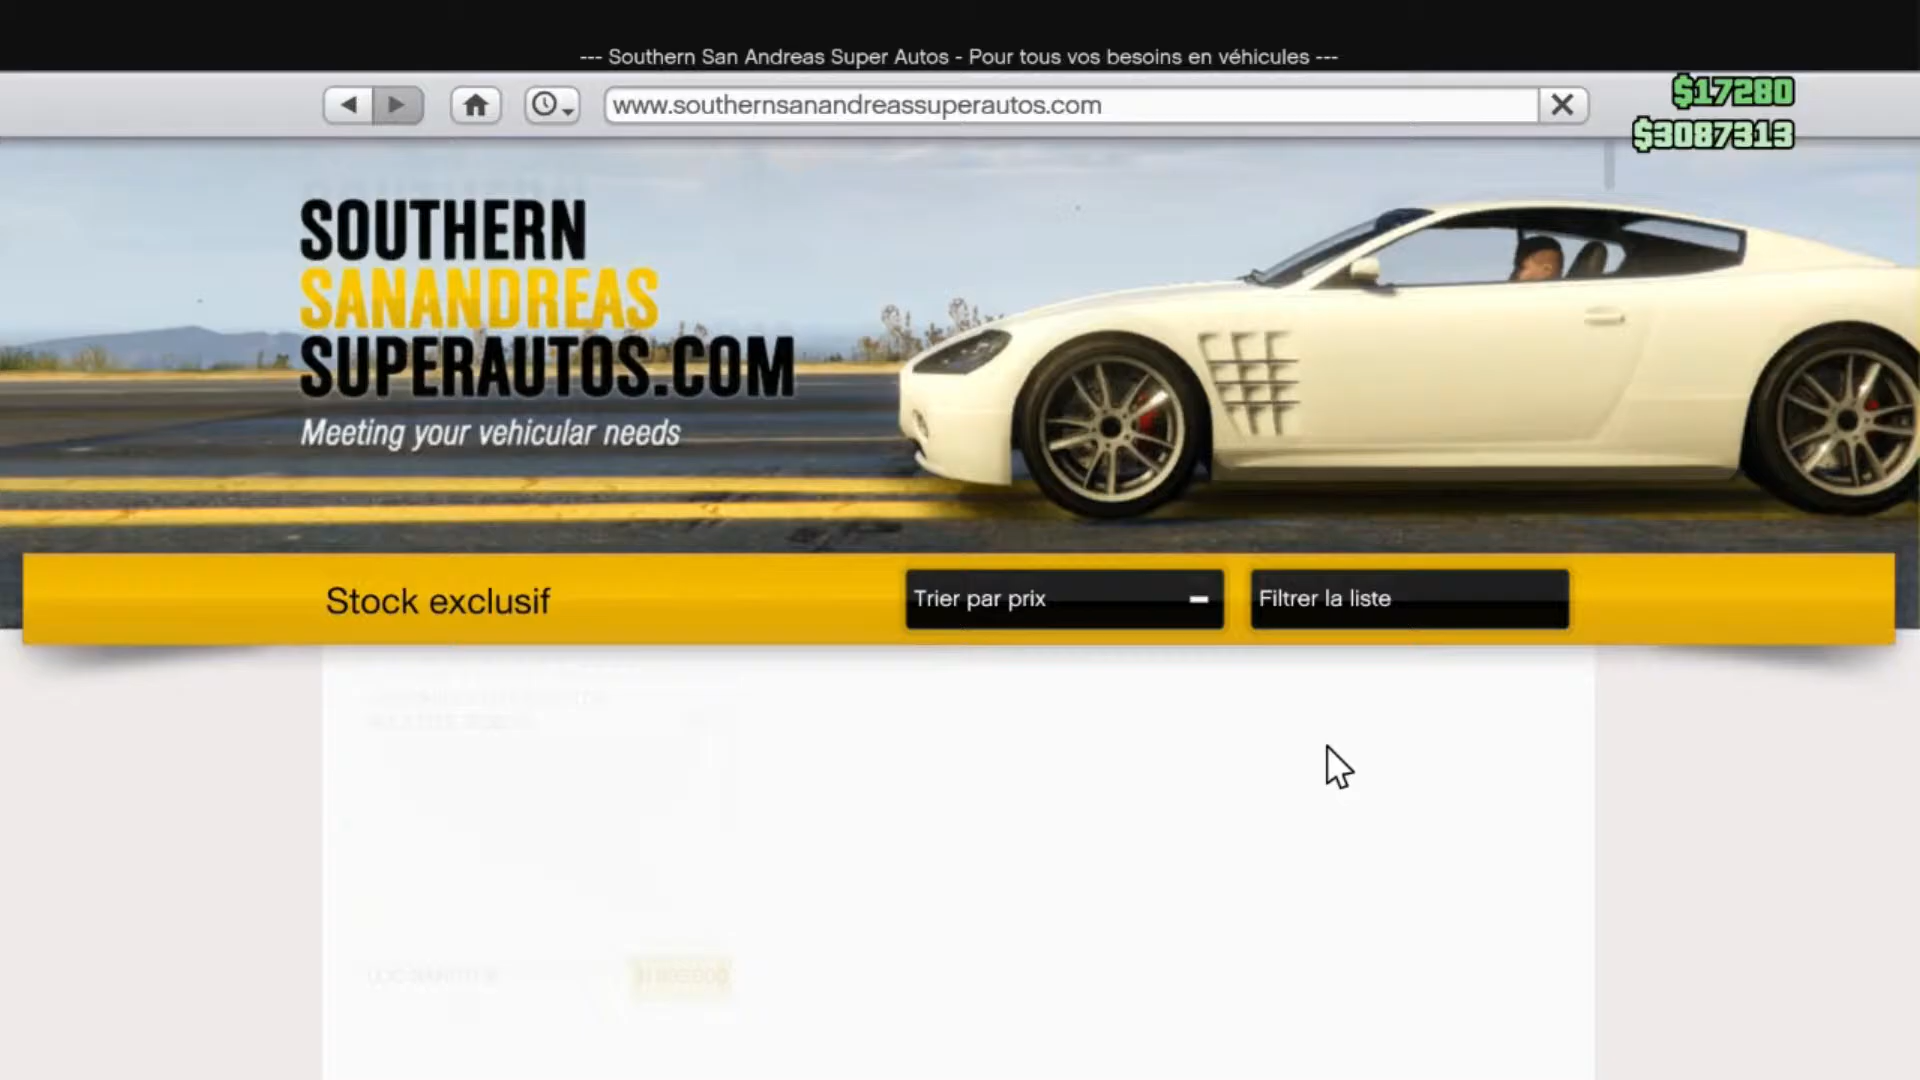 --- Southern San Andreas Super Autos - Pour tous vos besoins en véhicules ---
www.southernsanandreassuperautos.com
$17280
$3087313
SOUTHERN
SANANDREAS
SUPERAUTOS.COM
Meeting your vehicular needs
Stock exclusif
Trier par prix
Filtrer la liste